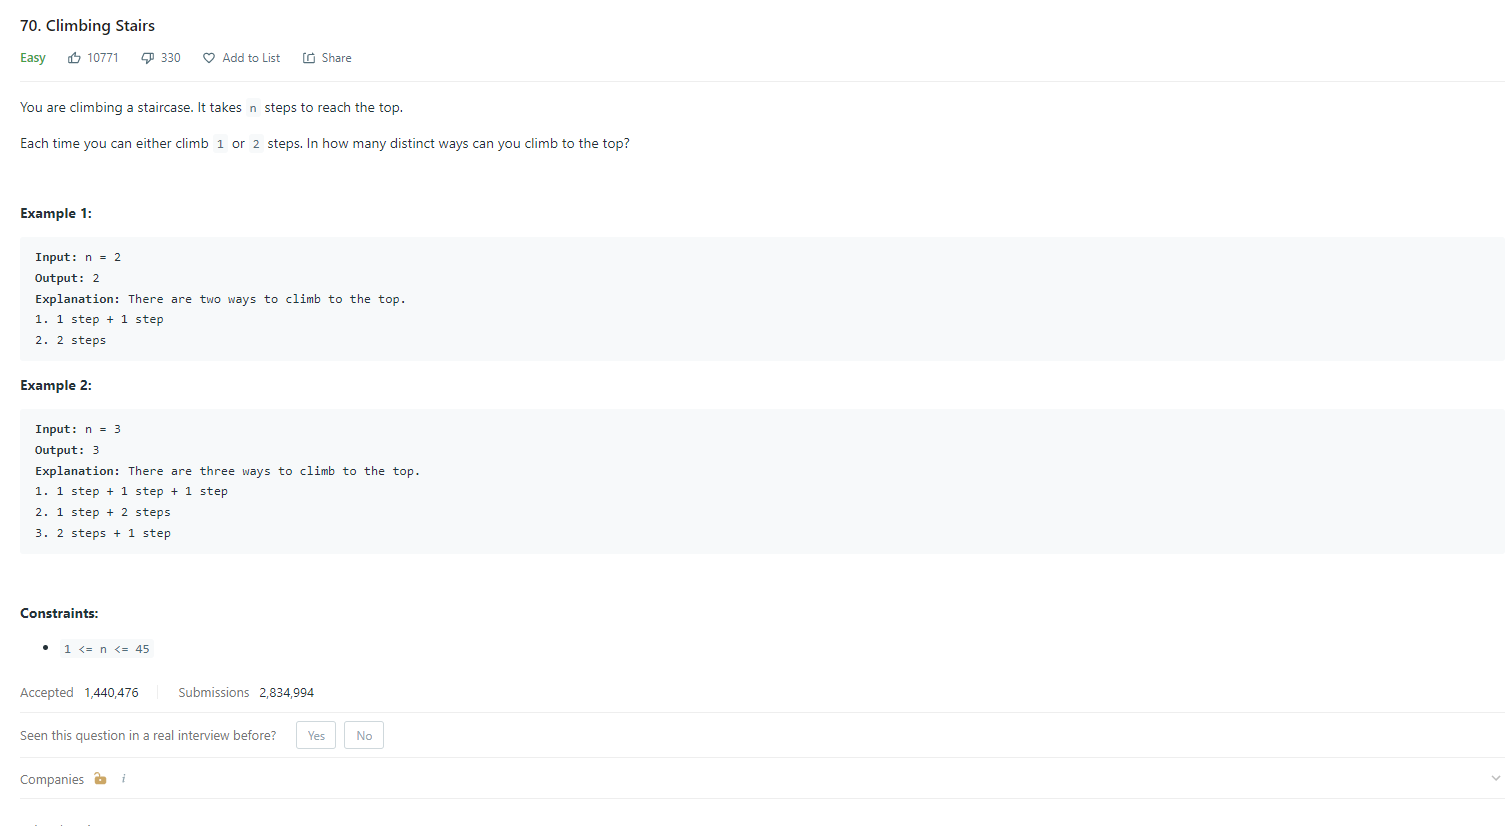 70. Climbing Stairs
Easy 10771 330 Add to List Share
You are climbing a staircase. It takes n steps to reach the top.
Each time you can either climb 1 or 2 steps. In how many distinct ways can you climb to the top?
Example 1:
Input: n = 2
Output: 2
Explanation: There are two ways to climb to the top.
1. 1 step + 1 step
2. 2 steps
Example 2:
Input: n = 3
Output: 3
Explanation: There are three ways to climb to the top.
1. 1 step + 1 step + 1 step
2. 1 step + 2 steps
3. 2 steps + 1 step
Constraints:
• 1 <= n <= 45
Accepted 1,440,476 Submissions 2,834,994
Seen this question in a real interview before? Yes No
Companies i